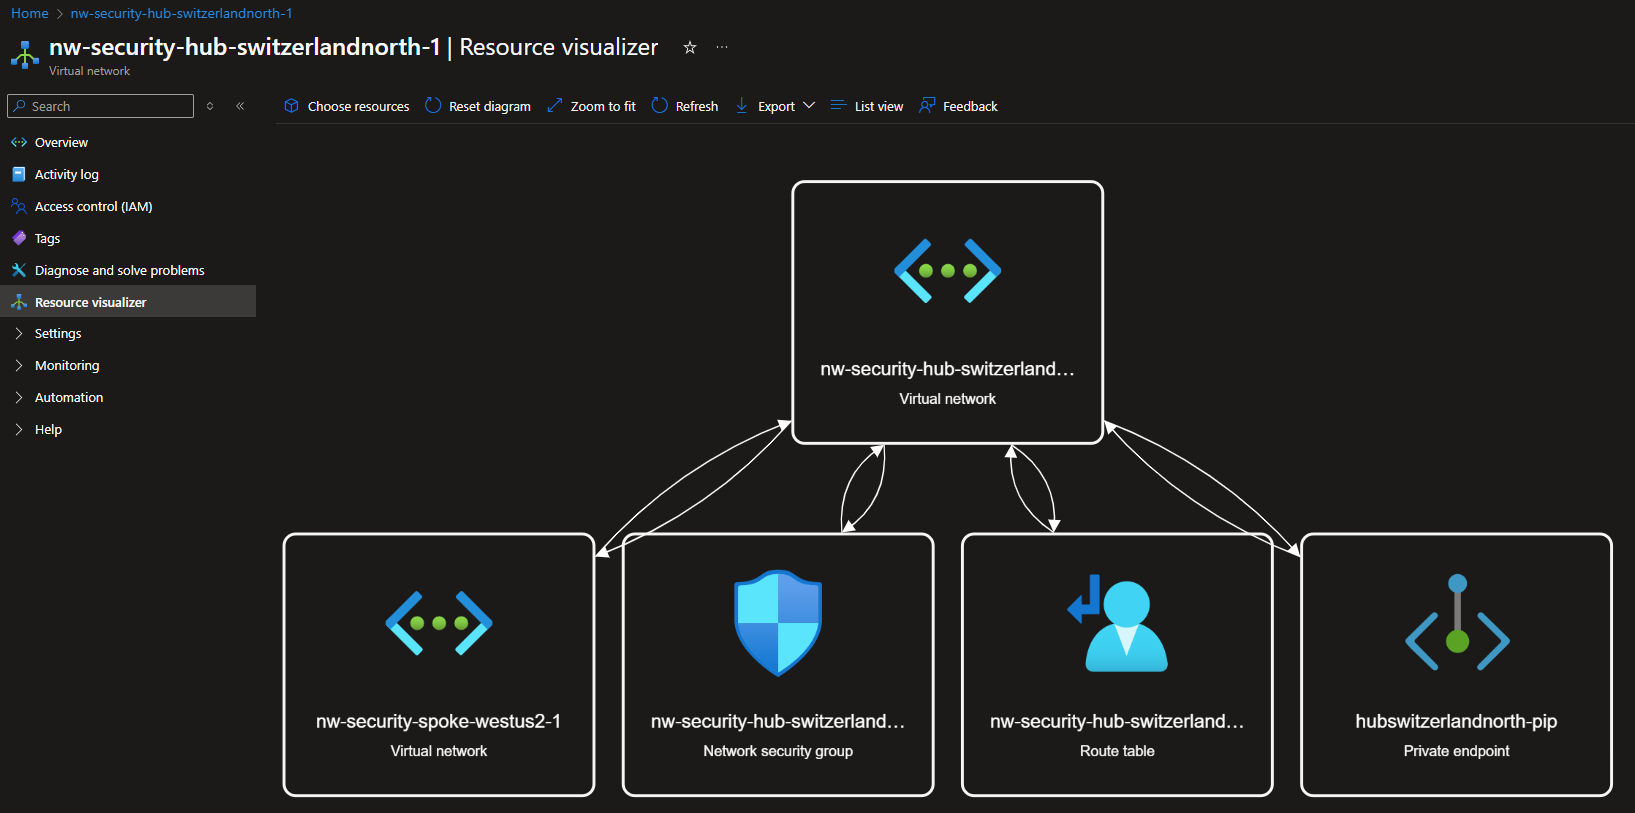 Home > nw-security-hub-switzerlandnorth-1
nw-security-hub-switzerlandnorth-1 | Resource visualizer
Virtual network
Search
Choose resources
Reset diagram
Zoom to fit
Refresh
Export
List view
Feedback
Overview
Activity log
Access control (IAM)
Tags
Diagnose and solve problems
Resource visualizer
Settings
Monitoring
Automation
Help
nw-security-hub-switzerland...
Virtual network
nw-security-spoke-westus2-1
Virtual network
nw-security-hub-switzerland...
Network security group
nw-security-hub-switzerland...
Route table
hubswitzerlandnorth-pip
Private endpoint